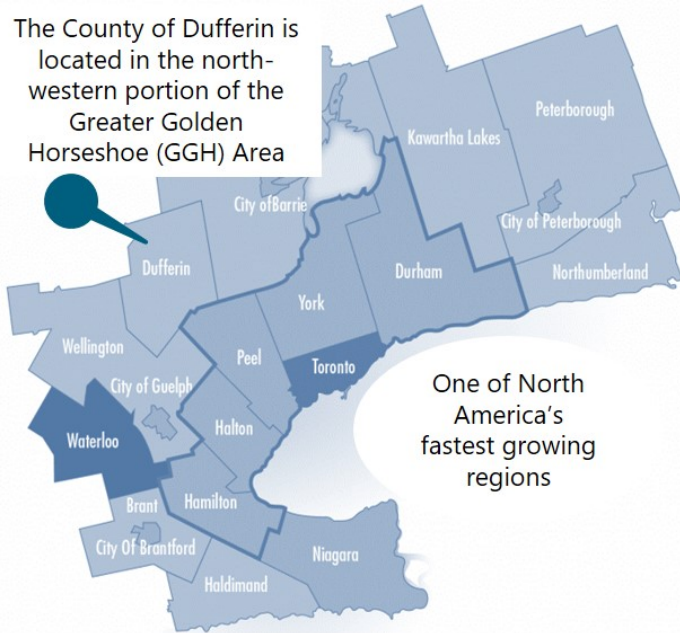 The County of Dufferin is
located in the north-
western portion of the
Greater Golden
Horseshoe (GGH) Area
Peterborough
Kawartha Lakes
City of Barrie
City of Peterborough
Dufferin
Durham
Northumberland
York
Wellington
Peel
Toronto
City of Guelph
One of North
America's
fastest growing
regions
Waterloo
Halton
Brant
Hamilton
City Of Brantford
Niagara
Haldimand